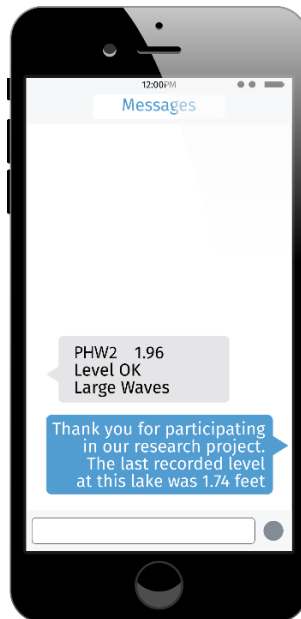 12:00PM
Messages
PHW2 1.96
Level OK
Large Waves
Thank you for participating
in our research project.
The last recorded level
at this lake was 1.74 feet